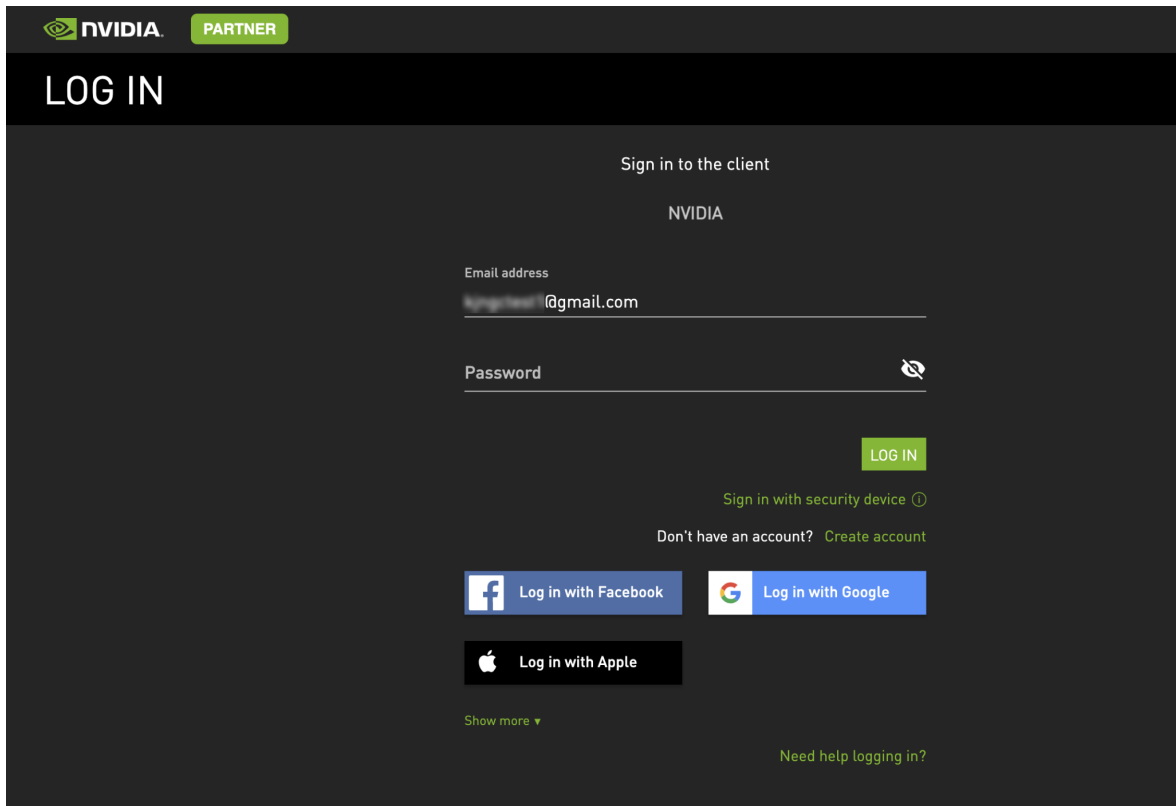 NVIDIA. PARTNER
LOG IN
Sign in to the client
NVIDIA
Email address
@gmail.com
Password
LOG IN
Sign in with security device
Don't have an account? Create account
Log in with Facebook Log in with Google
Log in with Apple
Show more ▾
Need help logging in?